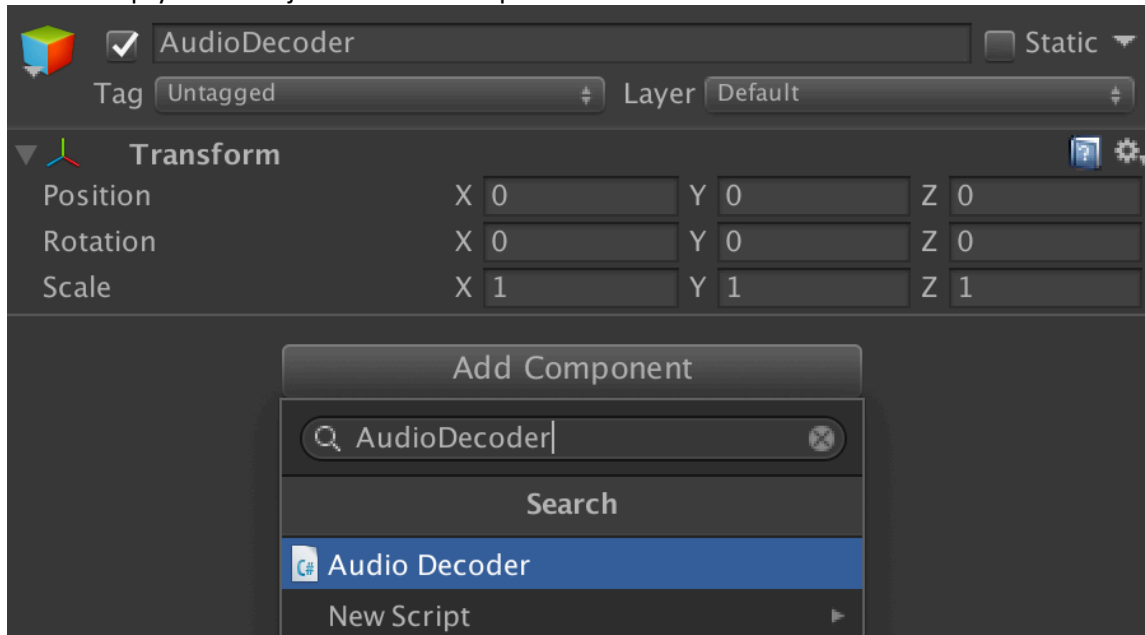 AudioDecoder Static
Tag Untagged Layer Default
Transform
Position X 0 Y 0 Z 0
Rotation X 0 Y 0 Z 0
Scale X 1 Y 1 Z 1
Add Component
AudioDecoder
Search
C# Audio Decoder
New Script